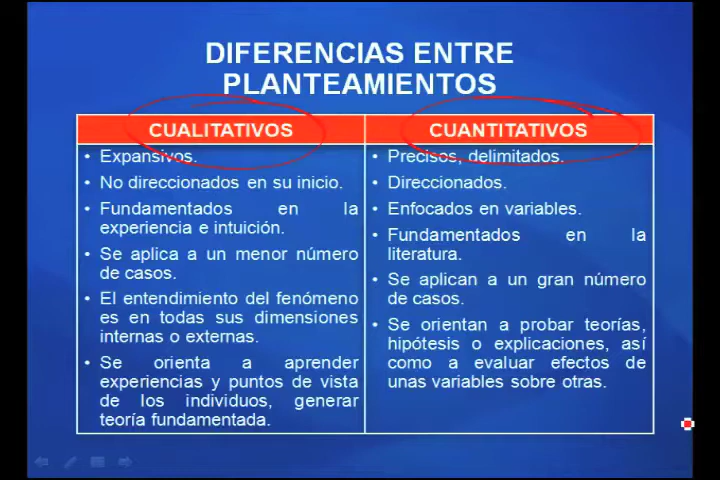 DIFERENCIAS ENTRE
PLANTEAMIENTOS
CUALITATIVOS
• Expansivos.
• No direccionados en su inicio.
• Fundamentados en la
experiencia e intuición.
• Se aplica a un menor número
de casos.
• El entendimiento del fenómeno
es en todas sus dimensiones
internas o externas.
• Se orienta a aprender
experiencias y puntos de vista
de los individuos, generar
teoría fundamentada.
CUANTITATIVOS
• Precisos, delimitados.
• Direccionados.
• Enfocados en variables.
• Fundamentados en la
literatura.
• Se aplican a un gran número
de casos.
• Se orientan a probar teorías,
hipótesis o explicaciones, así
como a evaluar efectos de
unas variables sobre otras.